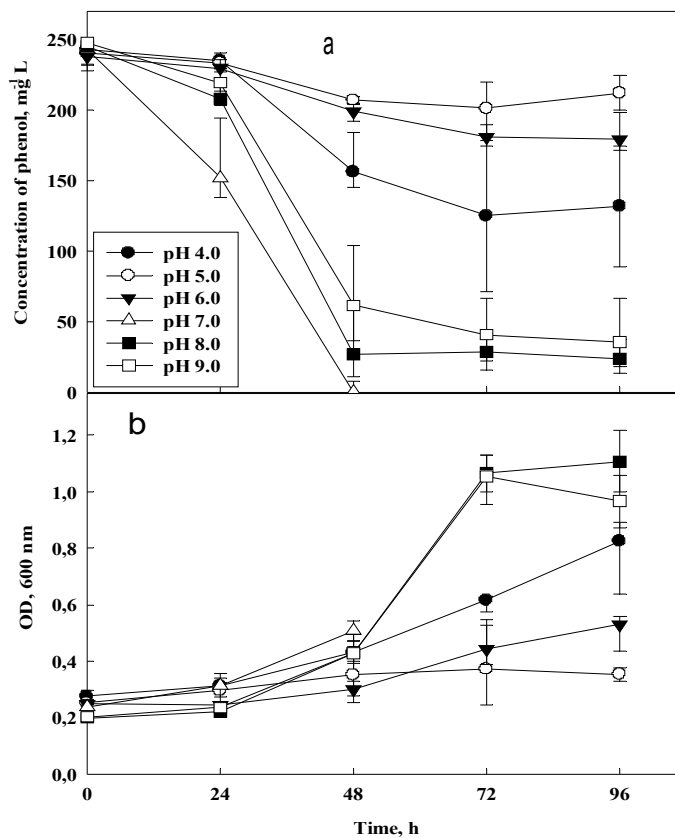 a
Concentration of phenol, mg L⁻¹
250
200
150
100
50
0
pH 4.0
pH 5.0
pH 6.0
pH 7.0
pH 8.0
pH 9.0
b
OD, 600 nm
1,2
1,0
0,8
0,6
0,4
0,2
0,0
0 24 48 72 96
Time, h